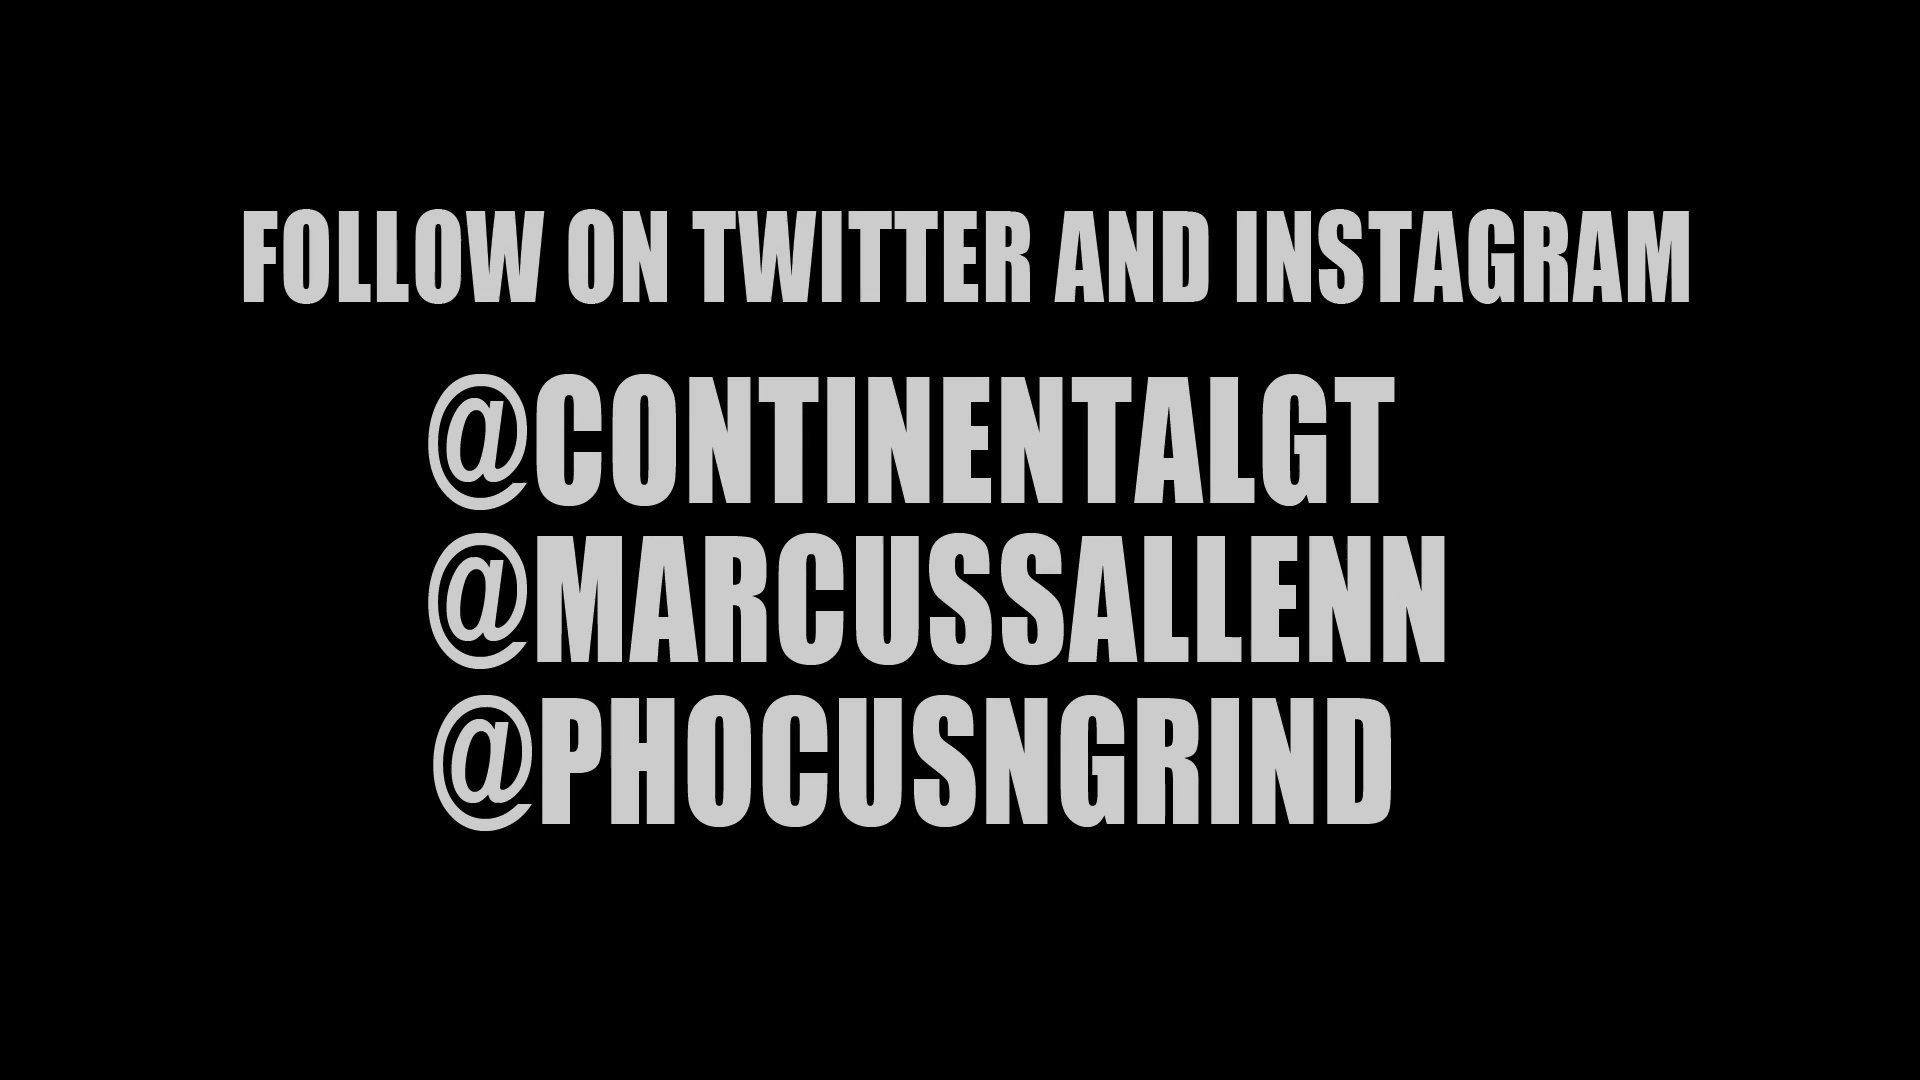 FOLLOW ON TWITTER AND INSTAGRAM
@CONTINENTALGT
@MARCUSSALLENN
@PHOCUSNGRIND